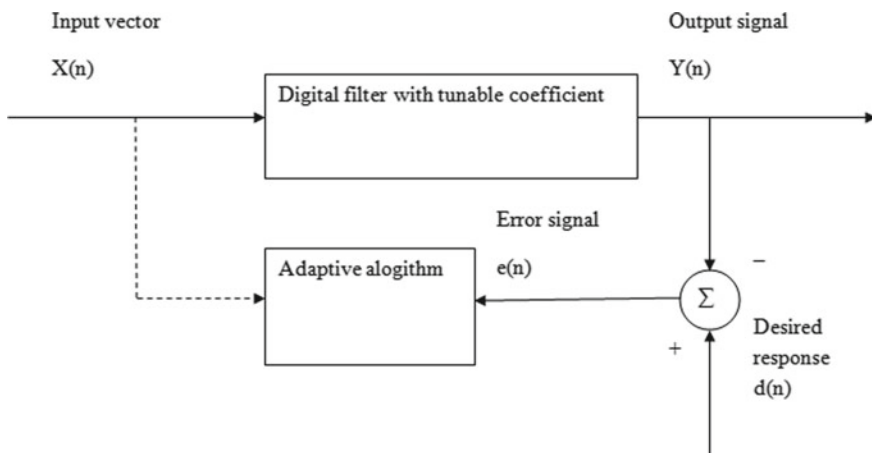 Input vector
X(n)
Output signal
Y(n)
Digital filter with tunable coefficient
Error signal
e(n)
Adaptive alogithm
−
Σ
+
Desired
response
d(n)